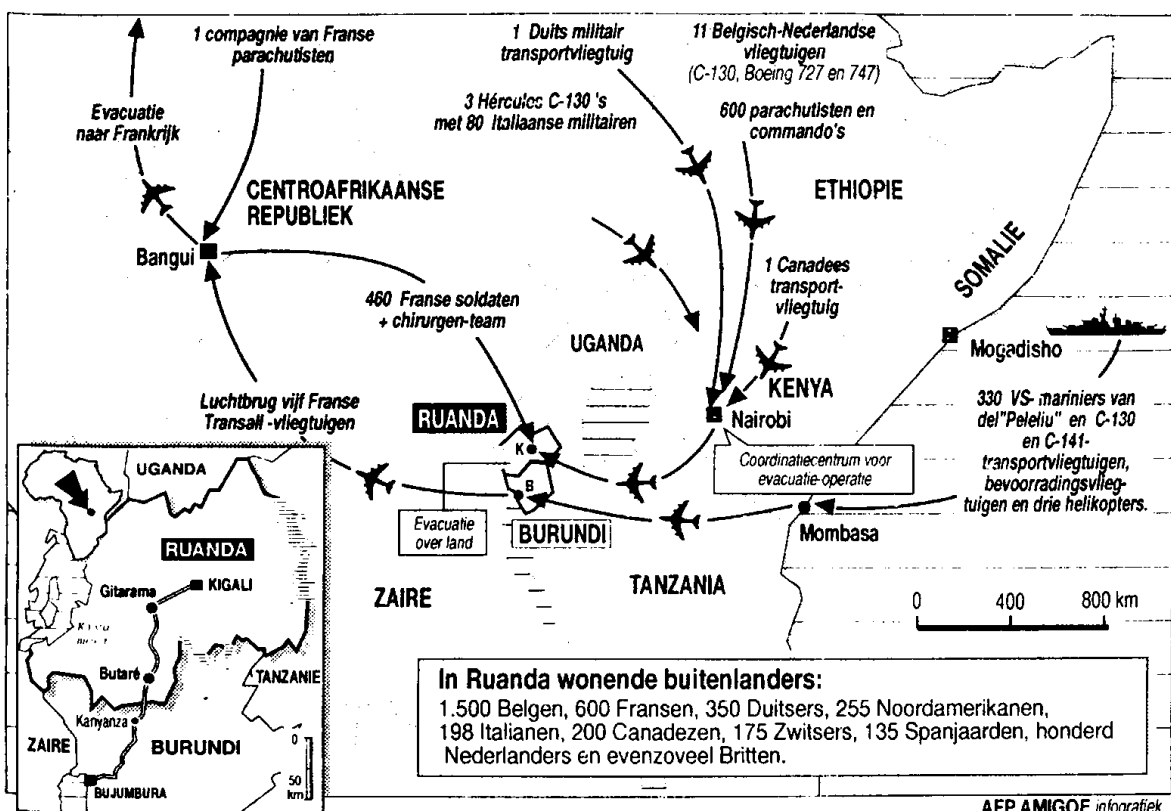 1 compagnie van Franse
parachutisten
1 Duits militair
transportvliegtuig
11 Belgisch-Nederlandse
vliegtuigen
(C-130, Boeing 727 en 747)
Evacuatie
naar Frankrijk
3 Hércules C-130 's
met 80 Italiaanse militairen
600 parachutisten en
commando's
CENTROAFRIKAANSE
REPUBLIEK
ETHIOPIE
SOMALIE
Bangui
460 Franse soldaten
+ chirurgen-team
1 Canadees
transport-
vliegtuig
UGANDA
Mogadisho
KENYA
Luchtbrug vijf Franse
Transall -vliegtuigen
RUANDA
Nairobi
330 VS- mariniers van
del"Peleliu" en C-130
en C-141-
transportvliegtuigen,
bevoorradingsvlieg-
tuigen en drie helikopters.
K
B
Coordinatiecentrum voor
evacuatie-operatie
Evacuatie
over land
BURUNDI
Mombasa
ZAIRE
TANZANIA
0 400 800 km
UGANDA
RUANDA
Gitarama
KIGALI
Butaré
TANZANIE
Kanyanza
ZAIRE
BURUNDI
BUJUMBURA
0
50
km
In Ruanda wonende buitenlanders:
1.500 Belgen, 600 Fransen, 350 Duitsers, 255 Noordamerikanen,
198 Italianen, 200 Canadezen, 175 Zwitsers, 135 Spanjaarden, honderd
Nederlanders en evenzoveel Britten.
AFP AMIGOE infografiek